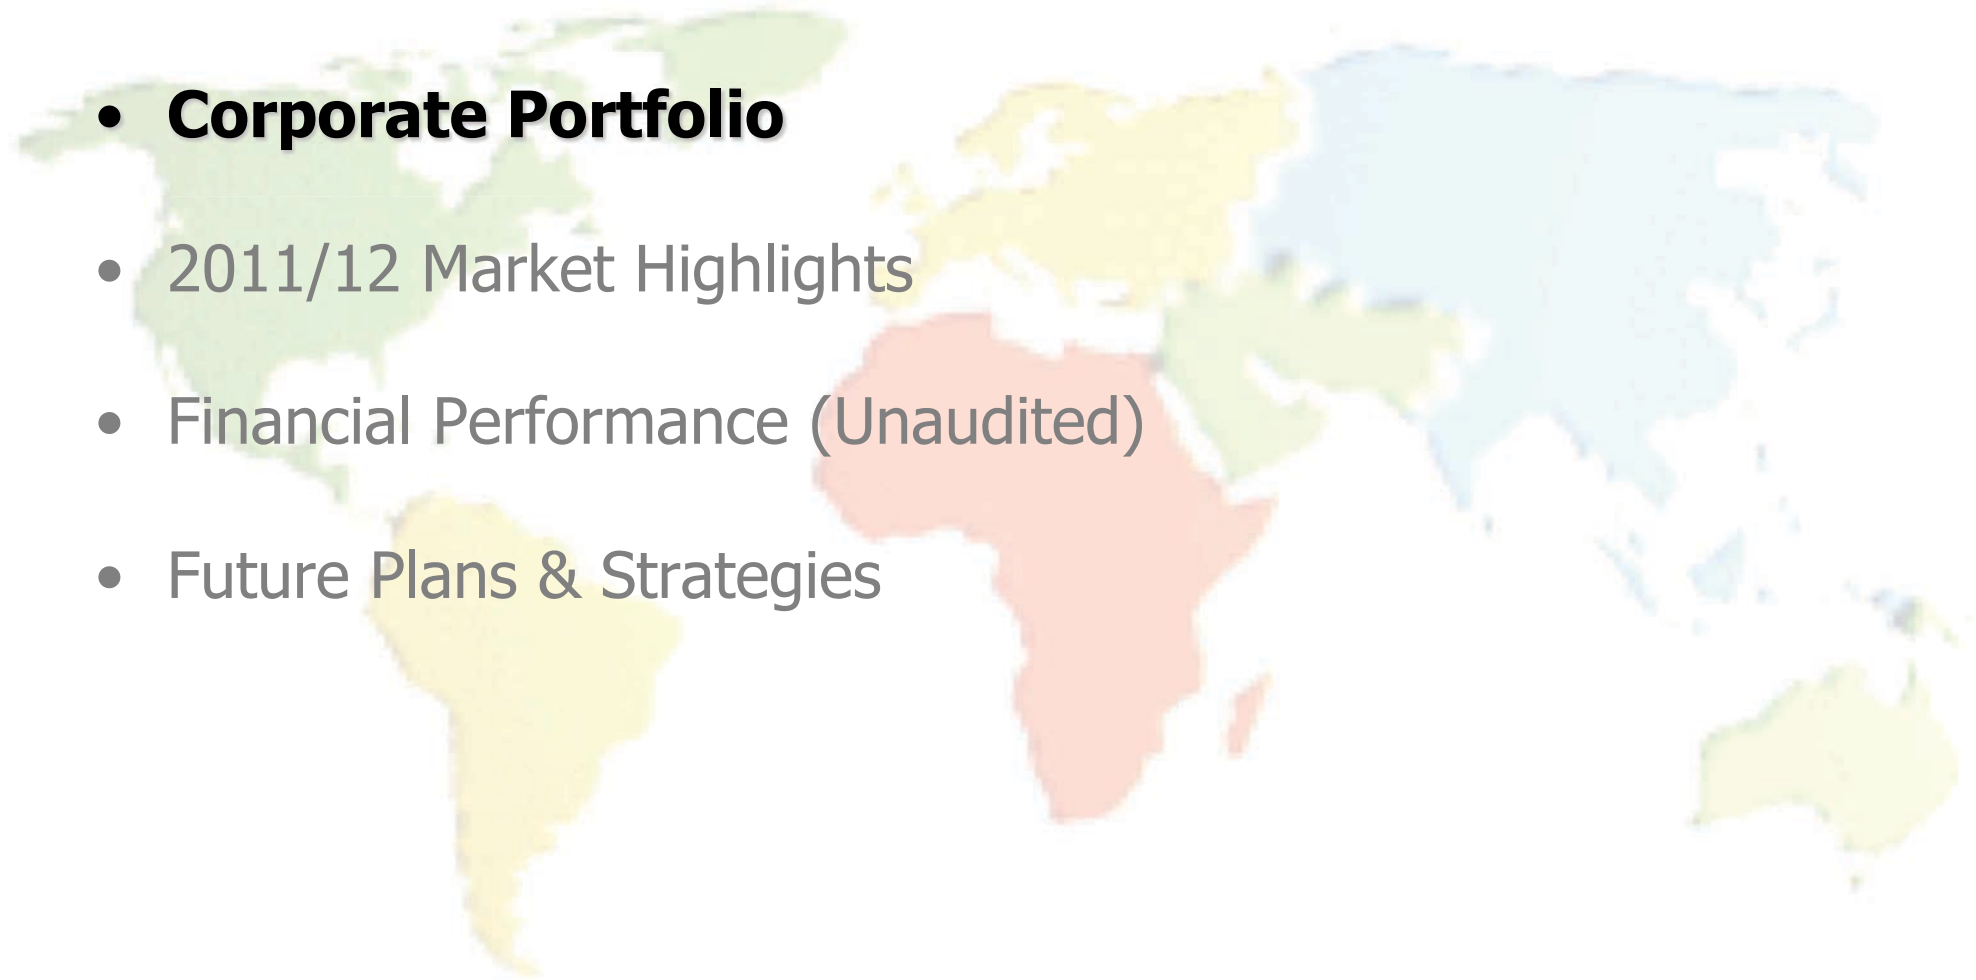 • Corporate Portfolio
• 2011/12 Market Highlights
• Financial Performance (Unaudited)
• Future Plans & Strategies